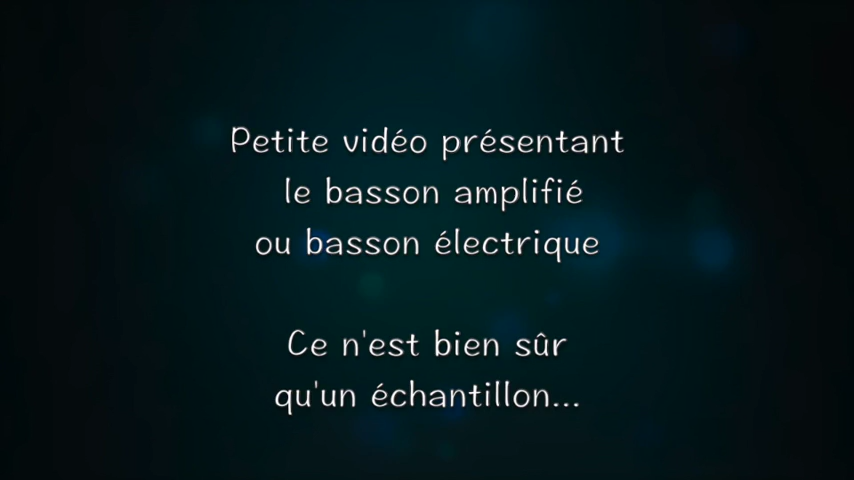 Petite vidéo présentant
le basson amplifié
ou basson électrique
Ce n'est bien sûr
qu'un échantillon...